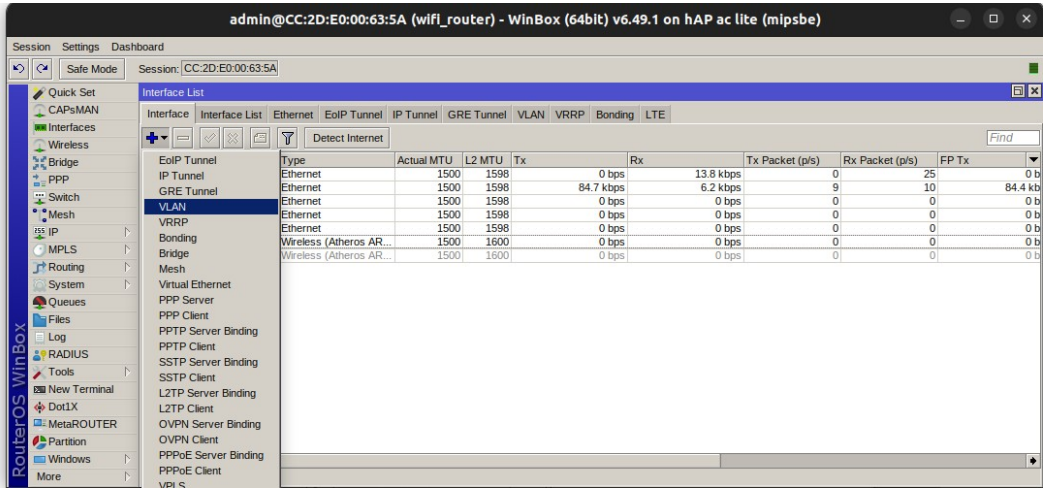 admin@CC:2D:E0:00:63:5A (wifi_router) - WinBox (64bit) v6.49.1 on hAP ac lite (mipsbe)
Session Settings Dashboard
Safe Mode Session: CC:2D:E0:00:63:5A
Quick Set
CAPsMAN
Interfaces
Wireless
Bridge
PPP
Switch
Mesh
IP
MPLS
Routing
System
Queues
Files
Log
RADIUS
Tools
New Terminal
Dot1X
MetaROUTER
Partition
Windows
More
RouterOS WinBox
Interface List
Interface Interface List Ethernet EoIP Tunnel IP Tunnel GRE Tunnel VLAN VRRP Bonding LTE
Detect Internet Find
EoIP Tunnel
IP Tunnel
GRE Tunnel
VLAN
VRRP
Bonding
Bridge
Mesh
Virtual Ethernet
PPP Server
PPP Client
PPTP Server Binding
PPTP Client
SSTP Server Binding
SSTP Client
L2TP Server Binding
L2TP Client
OVPN Server Binding
OVPN Client
PPPoE Server Binding
PPPoE Client
VPLS
Type Actual MTU L2 MTU Tx Rx Tx Packet (p/s) Rx Packet (p/s) FP Tx
Ethernet 1500 1598 0 bps 13.8 kbps 0 25 0 b
Ethernet 1500 1598 84.7 kbps 6.2 kbps 9 10 84.4 kb
Ethernet 1500 1598 0 bps 0 bps 0 0 0 b
Ethernet 1500 1598 0 bps 0 bps 0 0 0 b
Ethernet 1500 1598 0 bps 0 bps 0 0 0 b
Wireless (Atheros AR... 1500 1600 0 bps 0 bps 0 0 0 b
Wireless (Atheros AR... 1500 1600 0 bps 0 bps 0 0 0 b